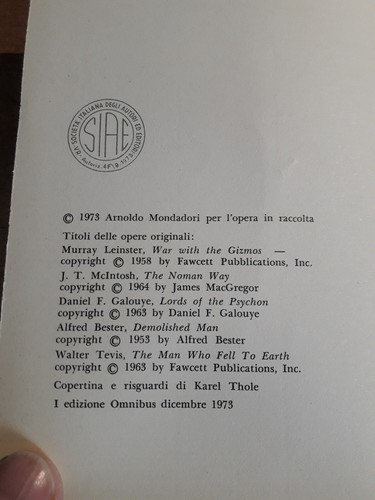 SOCIETÀ ITALIANA DEGLI AUTORI ED EDITORI
SIAE
© 1973 Arnoldo Mondadori per l'opera in raccolta
Titoli delle opere originali:
Murray Leinster, War with the Gizmos —
copyright © 1958 by Fawcett Pubblications, Inc.
J. T. McIntosh, The Noman Way
copyright © 1964 by James MacGregor
Daniel F. Galouye, Lords of the Psychon
copyright © 1963 by Daniel F. Galouye
Alfred Bester, Demolished Man
copyright © 1953 by Alfred Bester
Walter Tevis, The Man Who Fell To Earth
copyright © 1963 by Fawcett Publications, Inc.
Copertina e risguardi di Karel Thole
I edizione Omnibus dicembre 1973